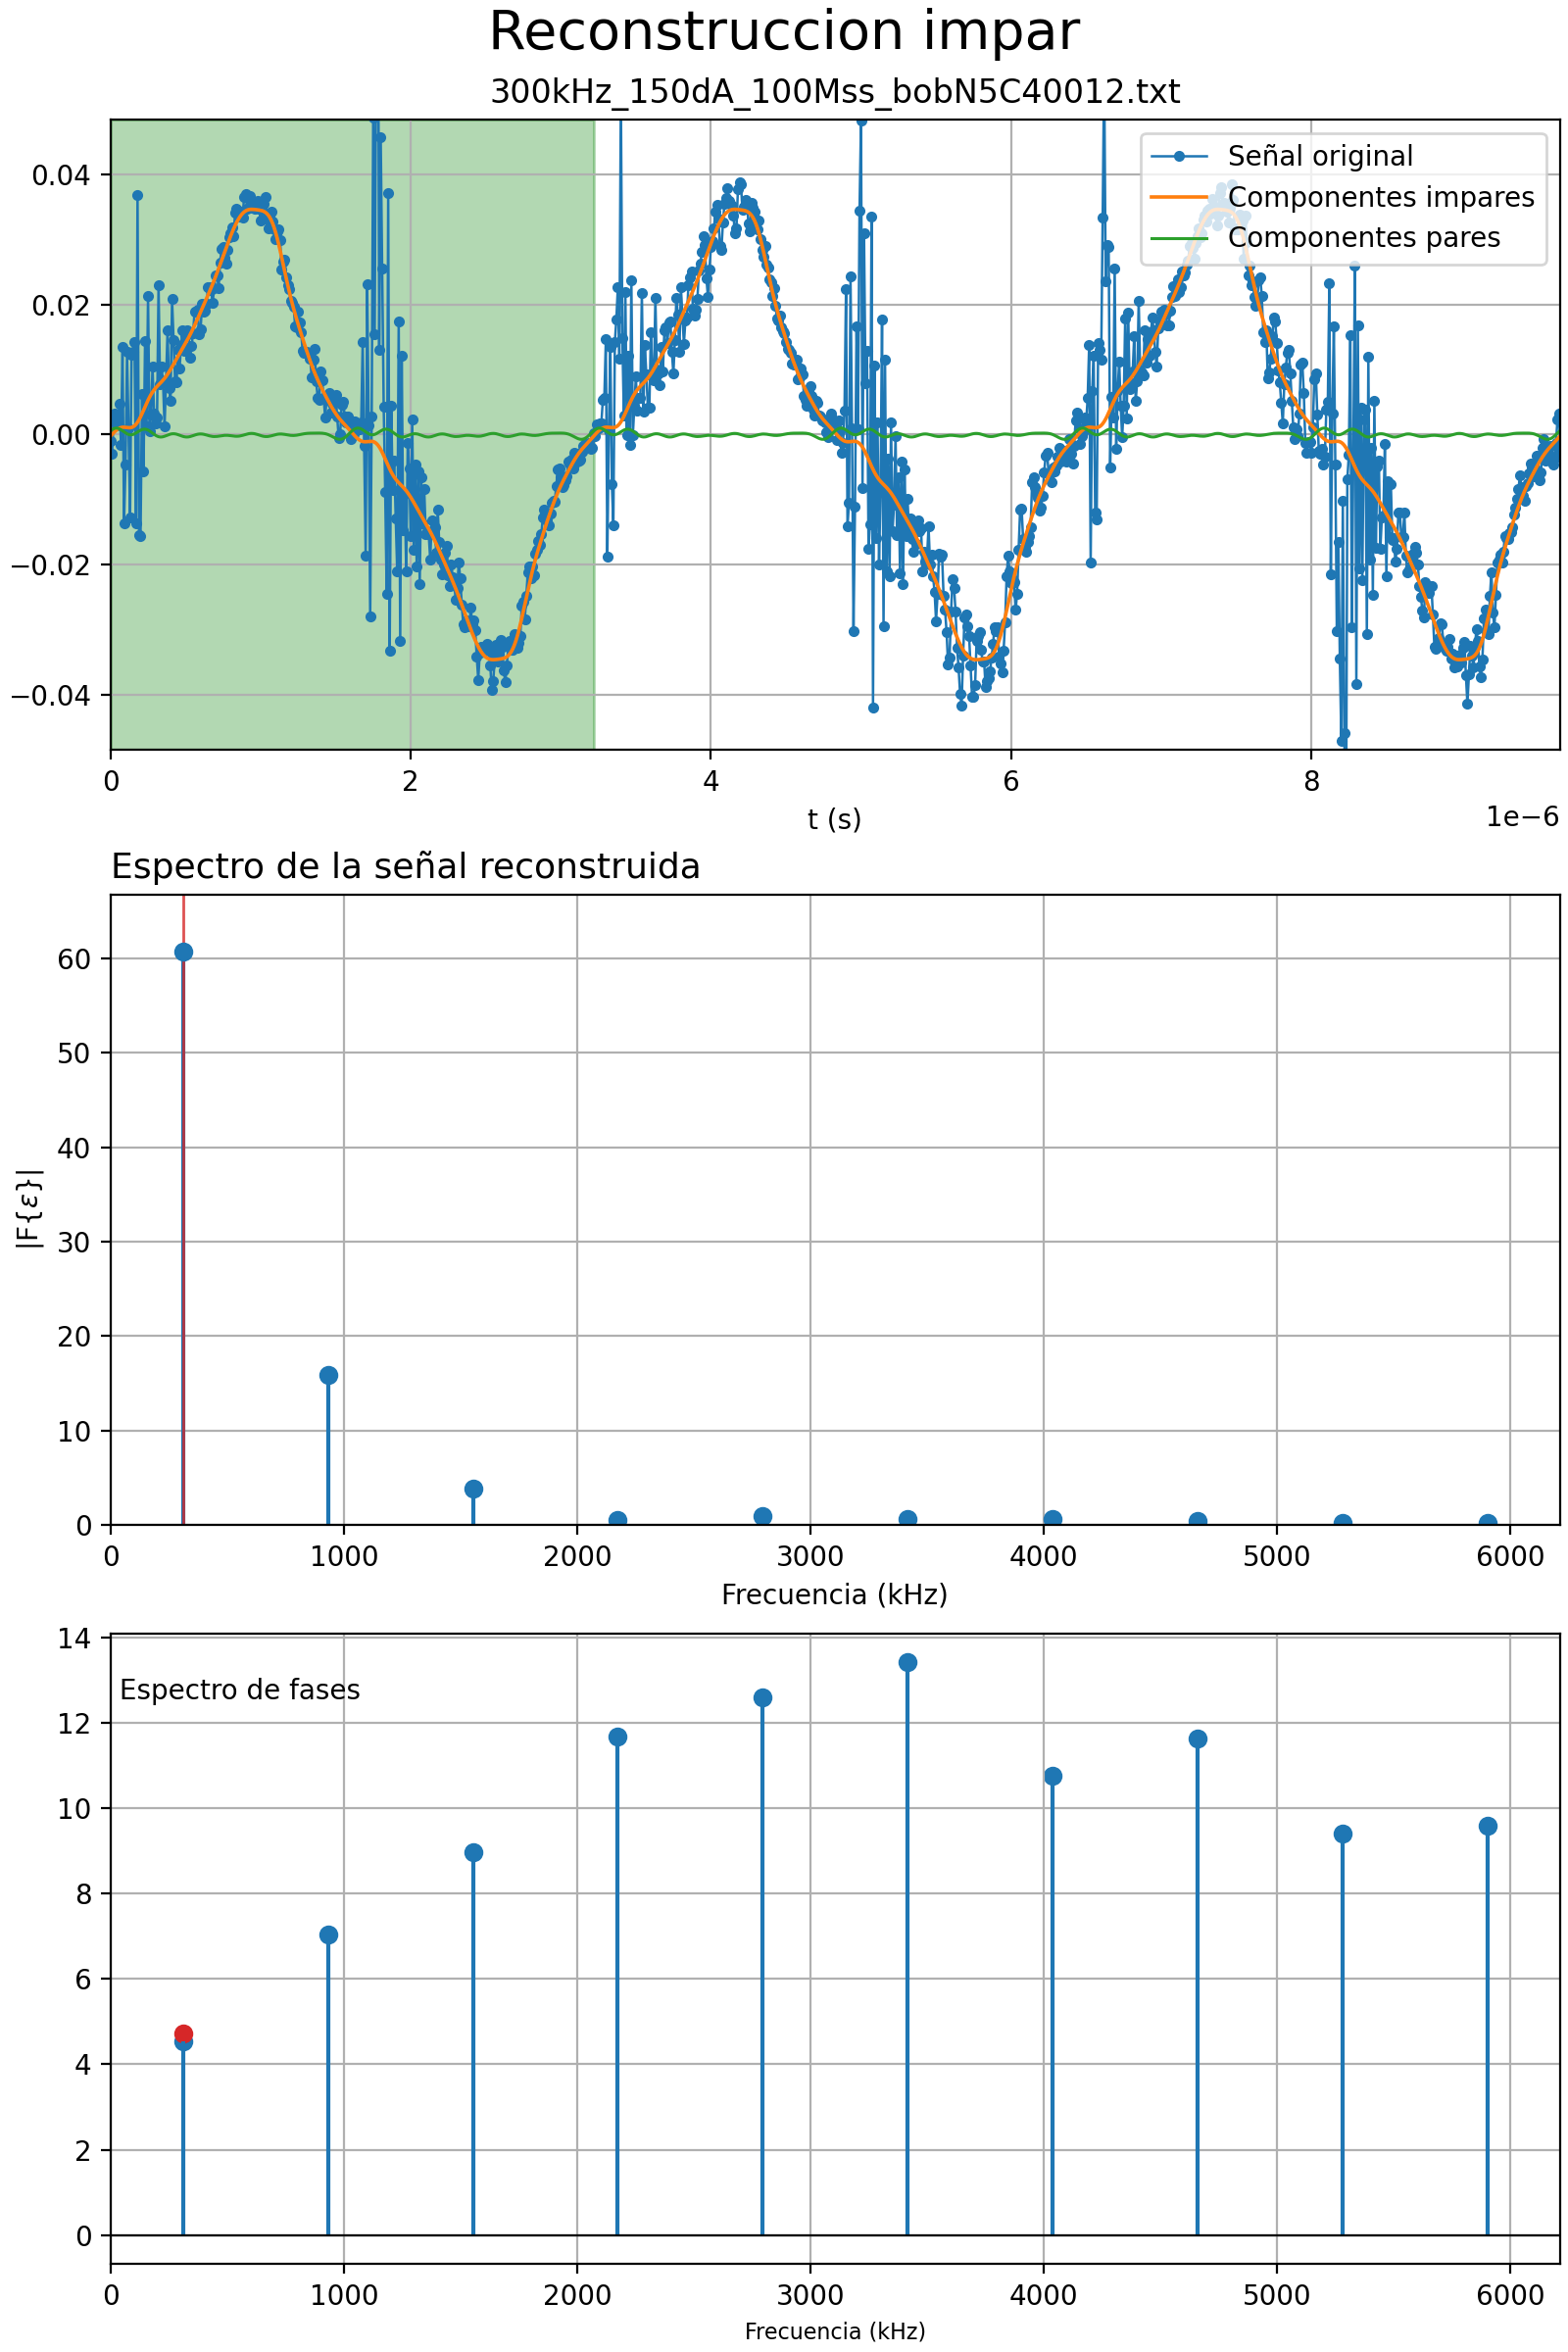 Reconstruccion impar
300kHz_150dA_100Mss_bobN5C40012.txt
Señal original
Componentes impares
Componentes pares
0.04
0.02
0.00
−0.02
−0.04
0 2 4 6 8
t (s)
1e−6
Espectro de la señal reconstruida
|F{ε}|
60
50
40
30
20
10
0
0 1000 2000 3000 4000 5000 6000
Frecuencia (kHz)
Espectro de fases
14
12
10
8
6
4
2
0
0 1000 2000 3000 4000 5000 6000
Frecuencia (kHz)